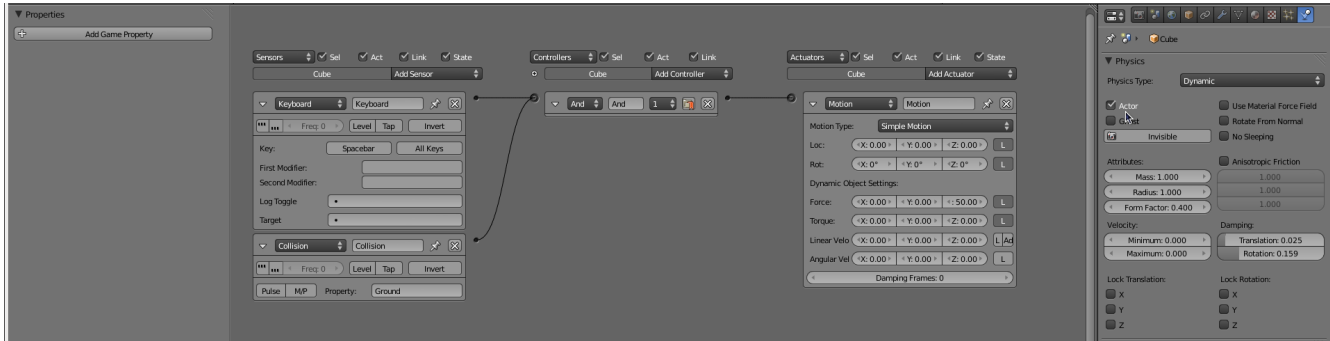 Properties
Add Game Property
Sensors Sel Act Link State
Cube Add Sensor
Keyboard Keyboard
Freq: 0 Level Tap Invert
Key: Spacebar All Keys
First Modifier:
Second Modifier:
Log Toggle
Target
Collision Collision
Freq: 0 Level Tap Invert
Pulse M/P Property: Ground
Controllers Sel Act Link
Cube Add Controller
And And 1
Actuators Sel Act Link State
Cube Add Actuator
Motion Motion
Motion Type: Simple Motion
Loc: X: 0.00 Y: 0.00 Z: 0.00 L
Rot: X: 0° Y: 0° Z: 0° L
Dynamic Object Settings:
Force: X: 0.00 Y: 0.00 : 50.00 L
Torque: X: 0.00 Y: 0.00 Z: 0.00 L
Linear Velo X: 0.00 Y: 0.00 Z: 0.00 L Ad
Angular Vel X: 0.00 Y: 0.00 Z: 0.00 L
Damping Frames: 0
Cube
Physics
Physics Type: Dynamic
Actor Use Material Force Field
Ghost Rotate From Normal
Invisible No Sleeping
Attributes: Anisotropic Friction
Mass: 1.000 1.000
Radius: 1.000 1.000
Form Factor: 0.400 1.000
Velocity: Damping:
Minimum: 0.000 Translation: 0.025
Maximum: 0.000 Rotation: 0.159
Lock Translation: Lock Rotation:
X X
Y Y
Z Z